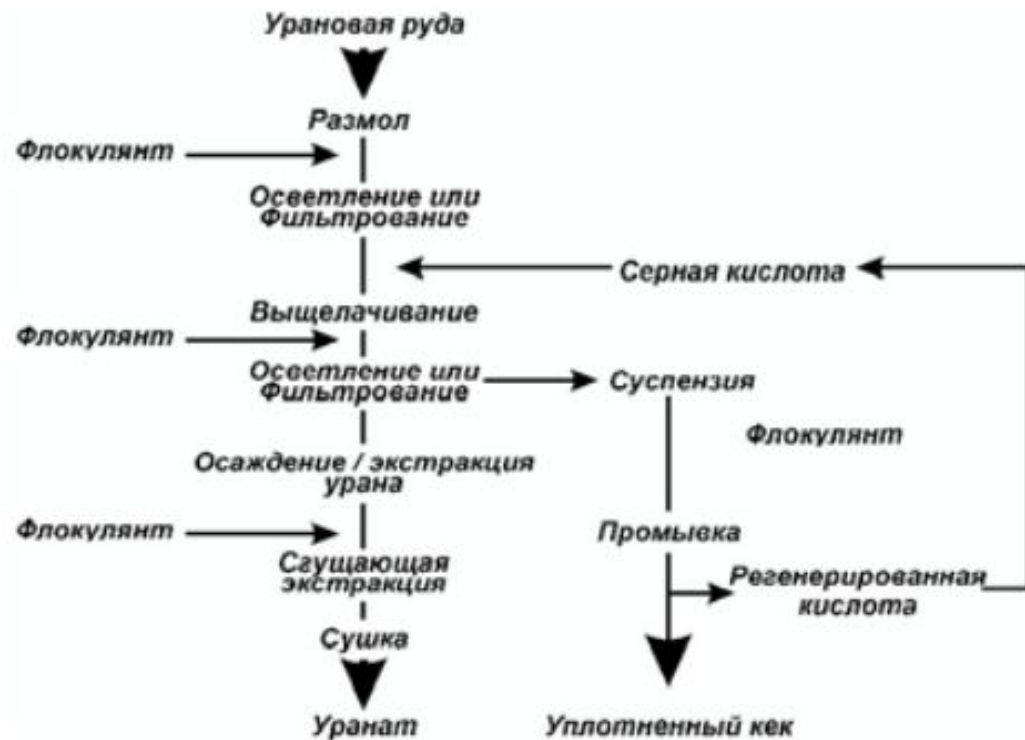 Урановая руда
Размол
Флокулянт
Осветление или
Фильтрование
Серная кислота
Выщелачивание
Флокулянт
Осветление или
Фильтрование
Суспензия
Флокулянт
Осаждение / экстракция
урана
Флокулянт
Промывка
Сгущающая
экстракция
Регенерированная
кислота
Сушка
Уранат
Уплотненный кек